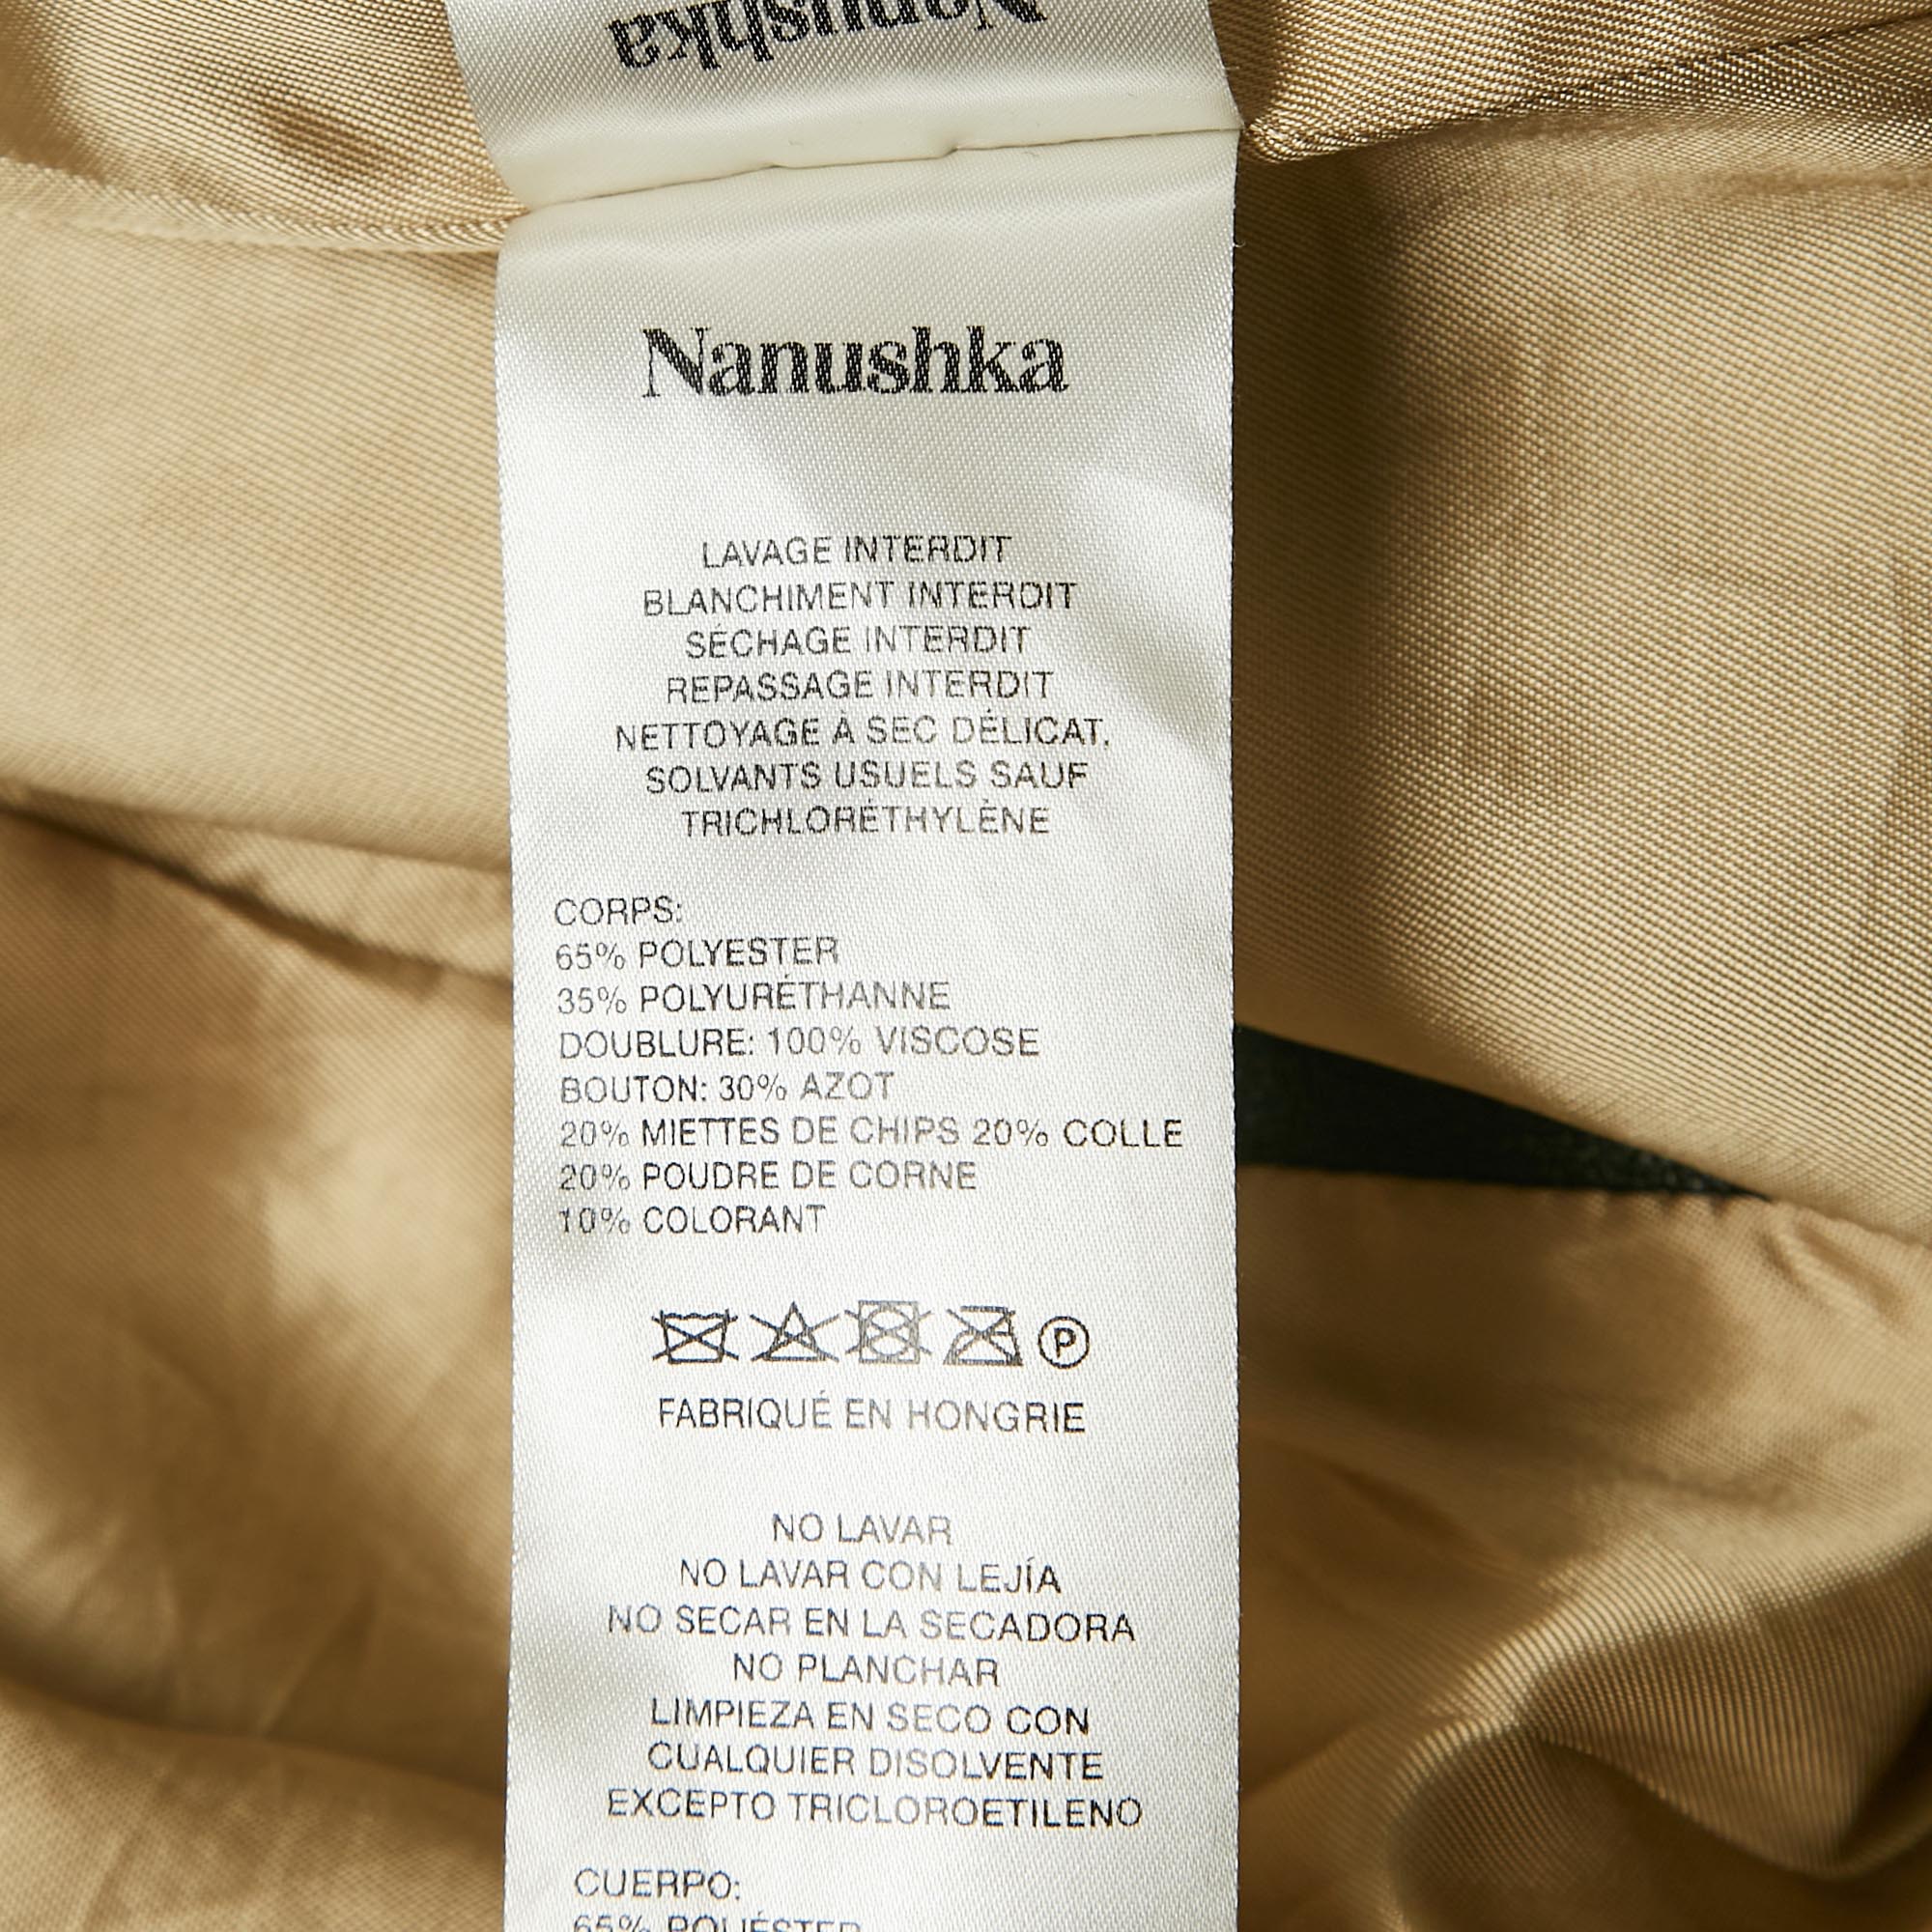 Nanushka
Nanushka
LAVAGE INTERDIT
BLANCHIMENT INTERDIT
SÉCHAGE INTERDIT
REPASSAGE INTERDIT
NETTOYAGE À SEC DÉLICAT.
SOLVANTS USUELS SAUF
TRICHLORÉTHYLÈNE
CORPS:
65% POLYESTER
35% POLYURÉTHANNE
DOUBLURE: 100% VISCOSE
BOUTON: 30% AZOT
20% MIETTES DE CHIPS 20% COLLE
20% POUDRE DE CORNE
10% COLORANT
P
FABRIQUÉ EN HONGRIE
NO LAVAR
NO LAVAR CON LEJÍA
NO SECAR EN LA SECADORA
NO PLANCHAR
LIMPIEZA EN SECO CON
CUALQUIER DISOLVENTE
EXCEPTO TRICLOROETILENO
CUERPO:
65% POLIÉSTER